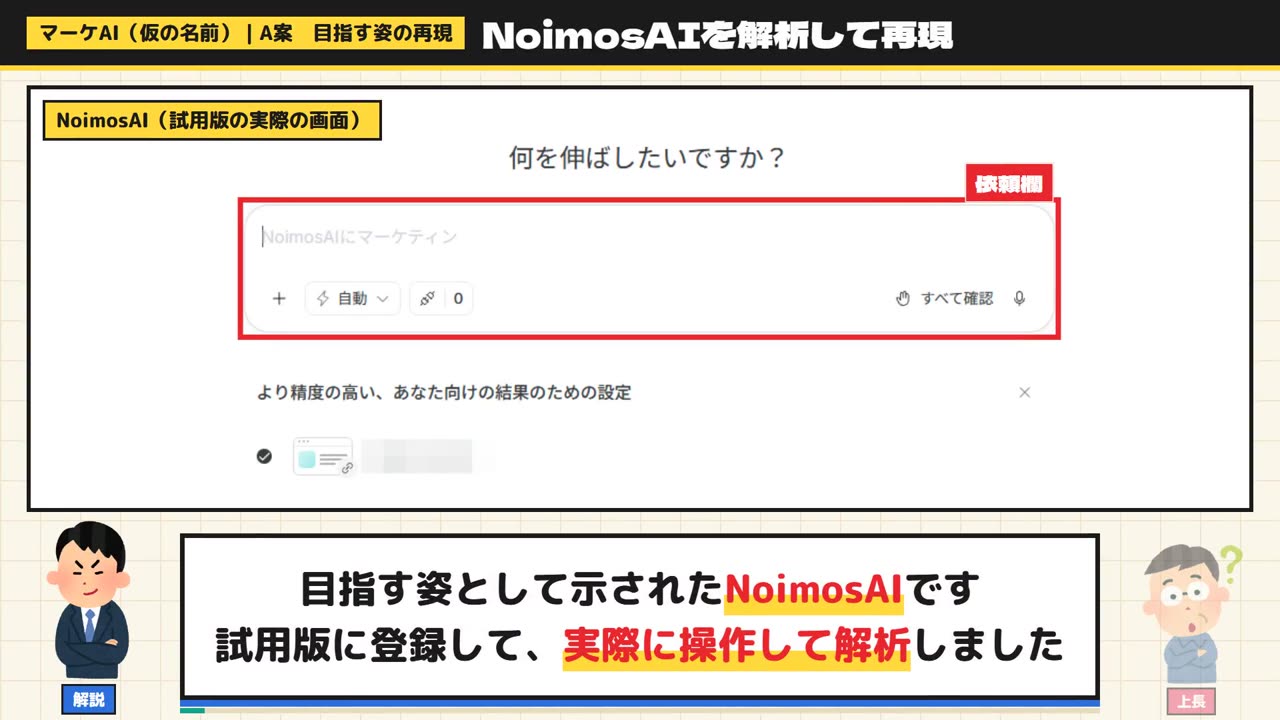 マーケAI（仮の名前）｜A案　目指す姿の再現
NoimosAIを解析して再現
NoimosAI（試用版の実際の画面）
何を伸ばしたいですか？
依頼欄
NoimosAIにマーケティン
自動
0
すべて確認
より精度の高い、あなた向けの結果のための設定
目指す姿として示されたNoimosAIです
試用版に登録して、実際に操作して解析しました
解説
上長